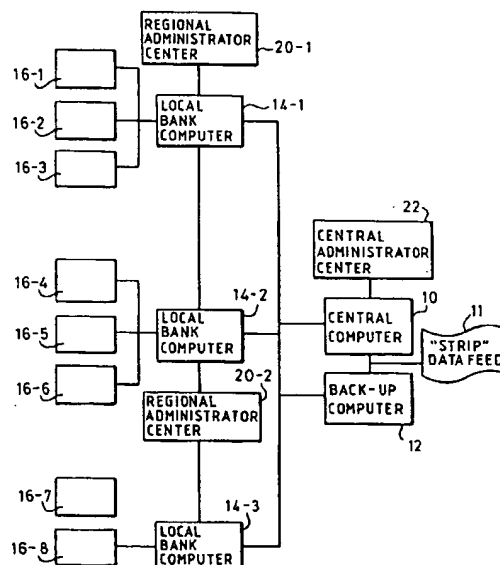 REGIONAL
ADMINISTRATOR
CENTER
20-1
16-1
16-2
16-3
LOCAL
BANK
COMPUTER
14-1
22
CENTRAL
ADMINISTRATOR
CENTER
16-4
16-5
16-6
LOCAL
BANK
COMPUTER
14-2
CENTRAL
COMPUTER
10
11
"STRIP"
DATA FEED
BACK-UP
COMPUTER
12
REGIONAL
ADMINISTRATOR
CENTER
20-2
16-7
16-8
LOCAL
BANK
COMPUTER
14-3